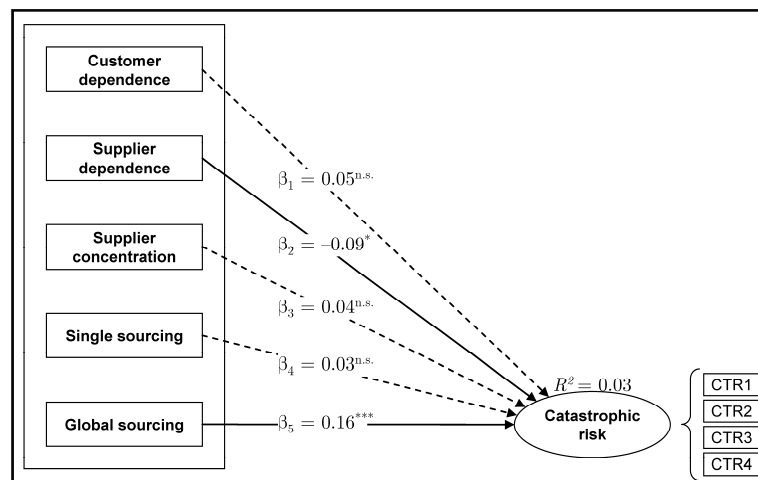 Customer
dependence
Supplier
dependence
β₁ = 0.05ⁿ·ˢ·
Supplier
concentration
β₂ = –0.09*
β₃ = 0.04ⁿ·ˢ·
Single sourcing
β₄ = 0.03ⁿ·ˢ·
Global sourcing
β₅ = 0.16***
R² = 0.03
Catastrophic
risk
CTR1
CTR2
CTR3
CTR4